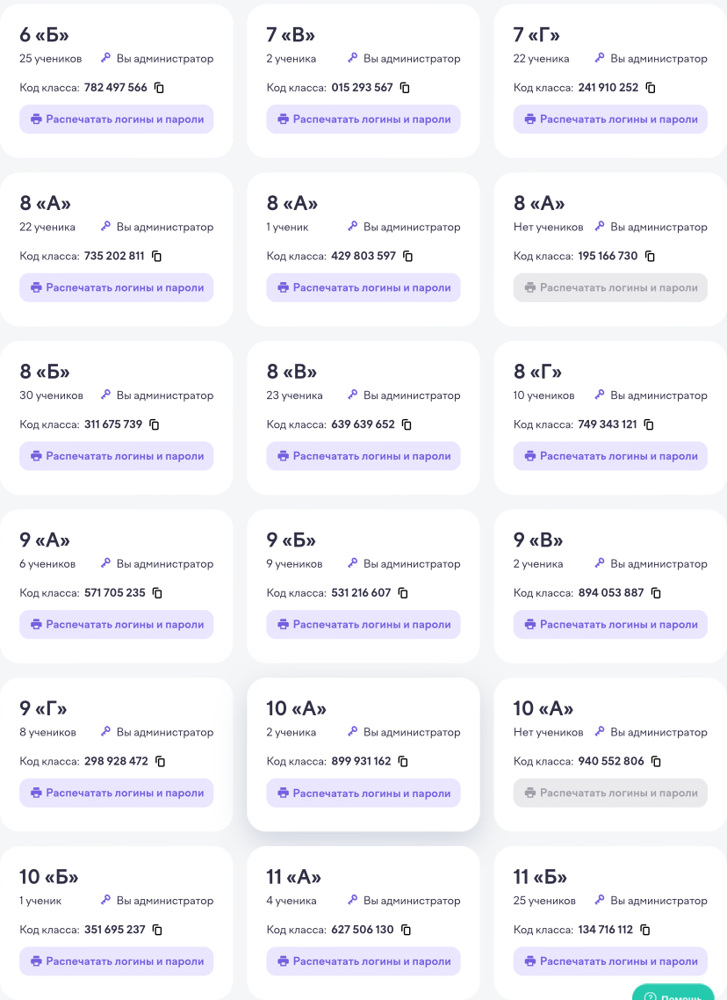 6 «Б»
25 учеников Вы администратор
Код класса: 782 497 566
Распечатать логины и пароли
7 «В»
2 ученика Вы администратор
Код класса: 015 293 567
Распечатать логины и пароли
7 «Г»
22 ученика Вы администратор
Код класса: 241 910 252
Распечатать логины и пароли
8 «А»
22 ученика Вы администратор
Код класса: 735 202 811
Распечатать логины и пароли
8 «А»
1 ученик Вы администратор
Код класса: 429 803 597
Распечатать логины и пароли
8 «А»
Нет учеников Вы администратор
Код класса: 195 166 730
Распечатать логины и пароли
8 «Б»
30 учеников Вы администратор
Код класса: 311 675 739
Распечатать логины и пароли
8 «В»
23 ученика Вы администратор
Код класса: 639 639 652
Распечатать логины и пароли
8 «Г»
10 учеников Вы администратор
Код класса: 749 343 121
Распечатать логины и пароли
9 «А»
6 учеников Вы администратор
Код класса: 571 705 235
Распечатать логины и пароли
9 «Б»
9 учеников Вы администратор
Код класса: 531 216 607
Распечатать логины и пароли
9 «В»
2 ученика Вы администратор
Код класса: 894 053 887
Распечатать логины и пароли
9 «Г»
8 учеников Вы администратор
Код класса: 298 928 472
Распечатать логины и пароли
10 «А»
2 ученика Вы администратор
Код класса: 899 931 162
Распечатать логины и пароли
10 «А»
Нет учеников Вы администратор
Код класса: 940 552 806
Распечатать логины и пароли
10 «Б»
1 ученик Вы администратор
Код класса: 351 695 237
Распечатать логины и пароли
11 «А»
4 ученика Вы администратор
Код класса: 627 506 130
Распечатать логины и пароли
11 «Б»
25 учеников Вы администратор
Код класса: 134 716 112
Распечатать логины и пароли
Помощь